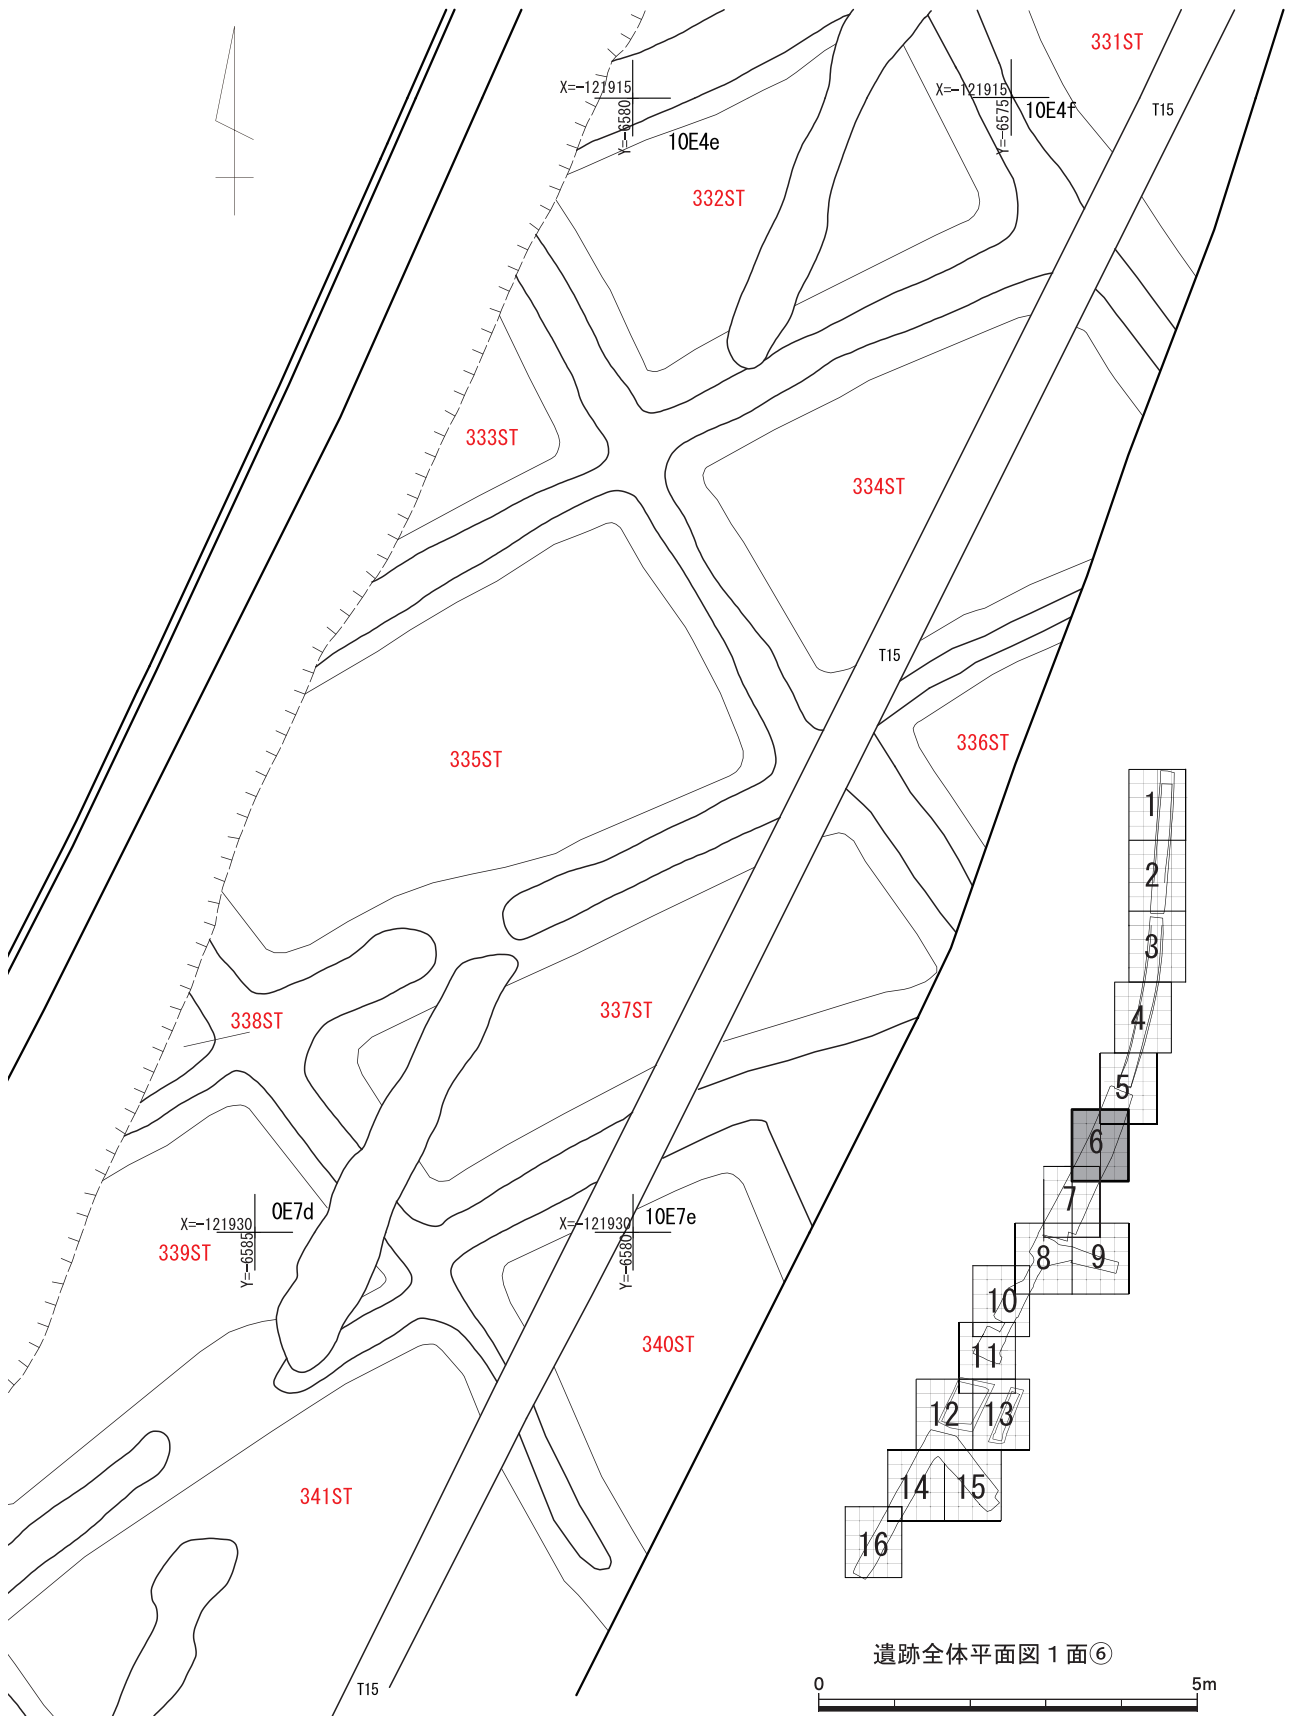 331ST
X=-121915
Y=-6580
10E4e
X=-121915
Y=-6575
10E4f
T15
332ST
333ST
334ST
T15
335ST
336ST
337ST
338ST
X=-121930
Y=-6585
0E7d
339ST
X=-121930
Y=-6580
10E7e
340ST
341ST
T15
1
2
3
4
5
6
7
8
9
10
11
12
13
14
15
16
遺跡全体平面図1面⑥
0 5m